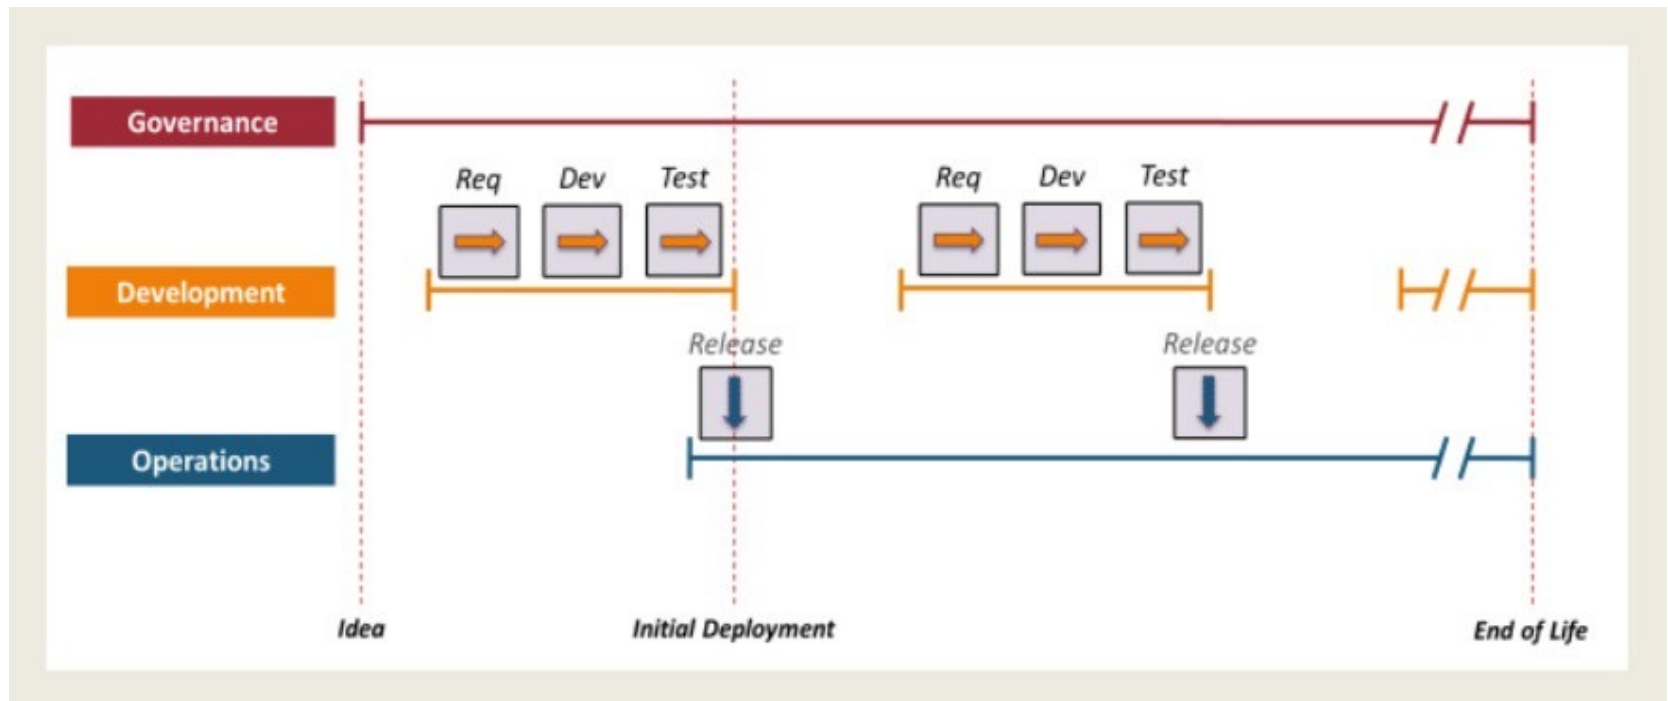 Governance
Req Dev Test Req Dev Test
Development
Release Release
Operations
Idea Initial Deployment End of Life